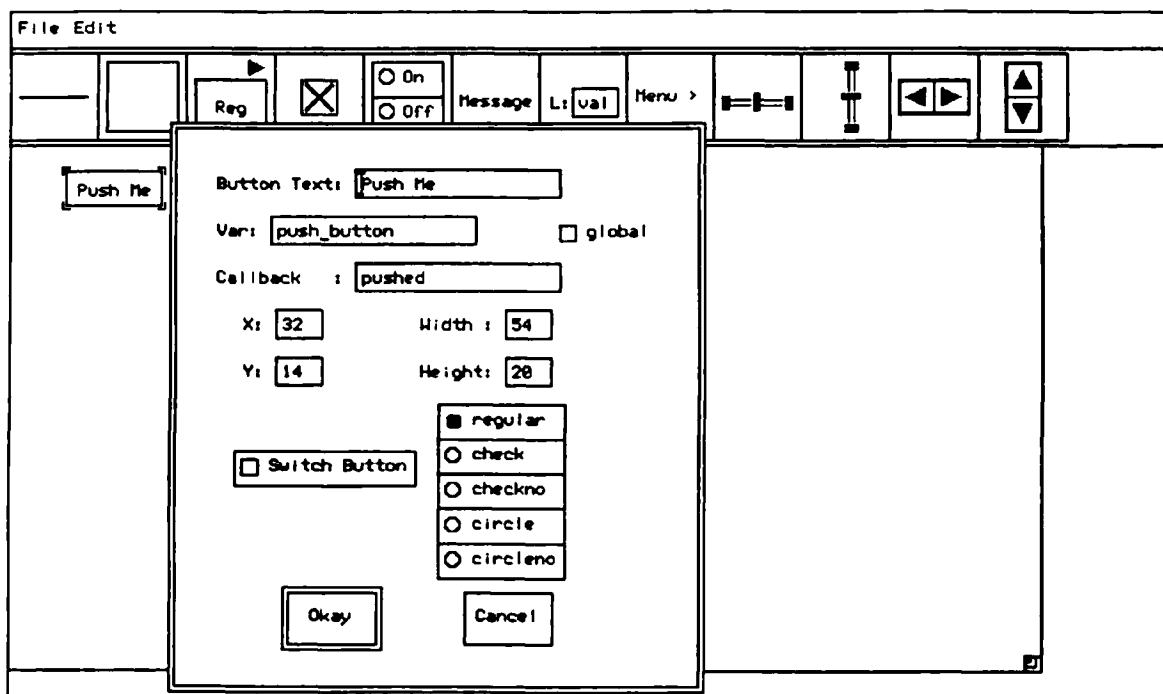 File Edit
Reg
On
Off
Message
L: val
Menu >
Push Me
Button Text: Push Me
Var: push_button
global
Callback : pushed
X: 32
Width : 54
Y: 14
Height: 20
regular
check
checkno
circle
circleno
Switch Button
Okay
Cancel